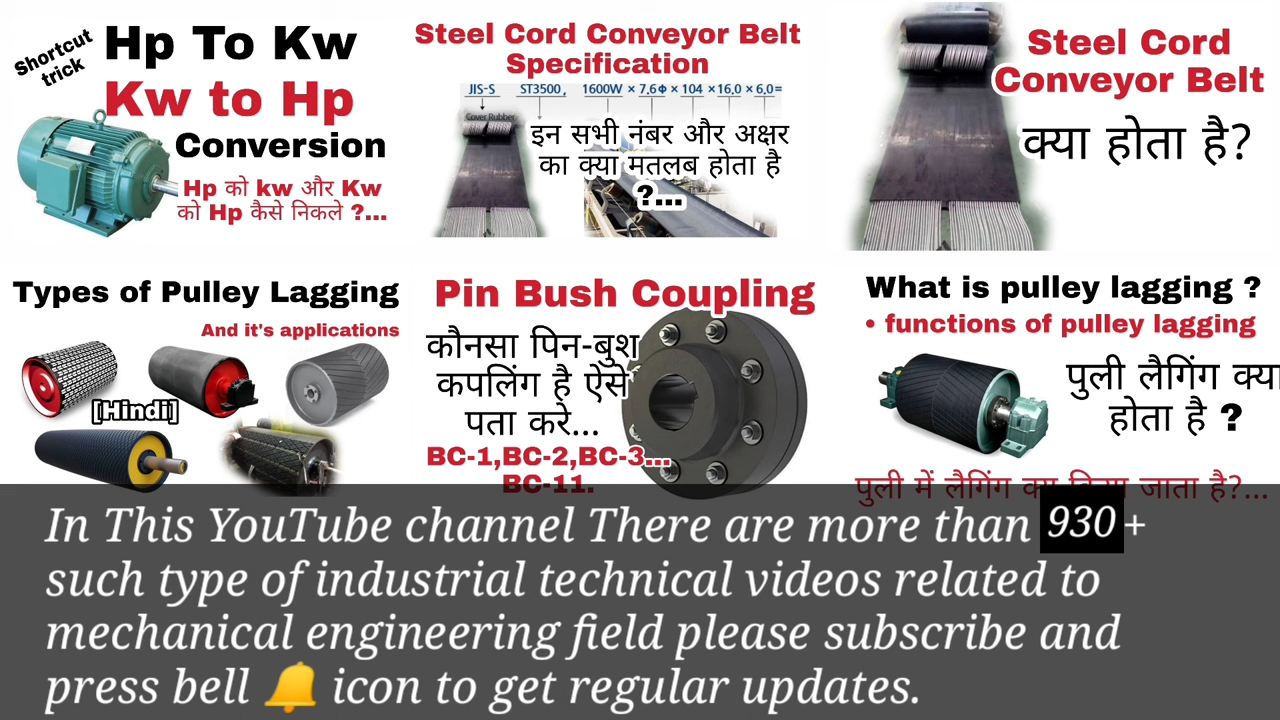 Shortcut
trick
Hp To Kw
Kw to Hp
Conversion
Hp को kw और Kw
को Hp कैसे निकले ?...
Steel Cord Conveyor Belt
Specification
JIS-S ST3500, 1600W × 7,6Φ × 104 ×16,0 × 6,0=
Cover Rubber
इन सभी नंबर और अक्षर
का क्या मतलब होता है
?...
Steel Cord
Conveyor Belt
क्या होता है?
Types of Pulley Lagging
And it's applications
[Hindi]
Pin Bush Coupling
कौनसा पिन-बुश
कपलिंग है ऐसे
पता करे...
BC-1,BC-2,BC-3...
BC-11.
What is pulley lagging ?
• functions of pulley lagging
पुली लैगिंग क्या
होता है ?
पुली में लैगिंग क्यु किया जाता है?...
In This YouTube channel There are more than 930+
such type of industrial technical videos related to
mechanical engineering field please subscribe and
press bell 🔔 icon to get regular updates.